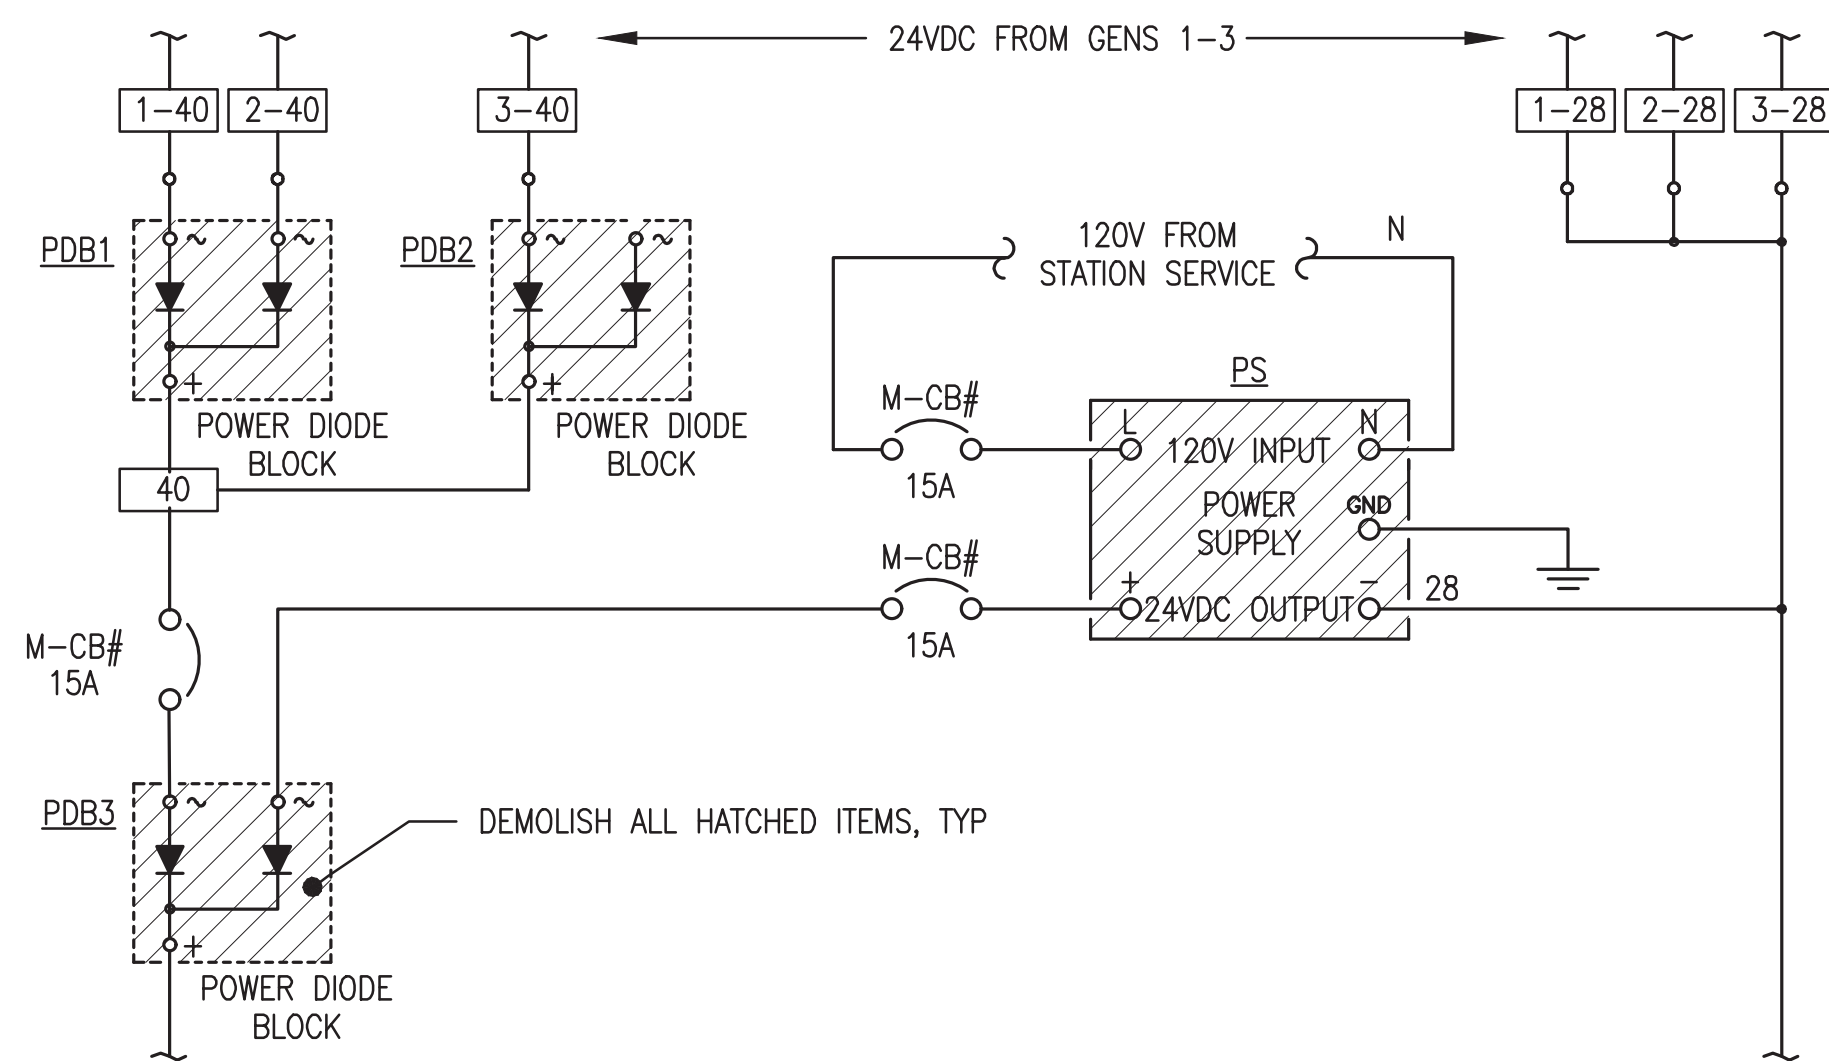 24VDC FROM GENS 1-3
1-40
2-40
3-40
1-28
2-28
3-28
PDB1
~
~
+
POWER DIODE
BLOCK
PDB2
~
~
+
POWER DIODE
BLOCK
120V FROM
STATION SERVICE
N
40
M-CB#
15A
PS
L
N
120V INPUT
POWER
SUPPLY
GND
+
-
24VDC OUTPUT
28
M-CB#
15A
M-CB#
15A
PDB3
~
~
+
POWER DIODE
BLOCK
DEMOLISH ALL HATCHED ITEMS, TYP